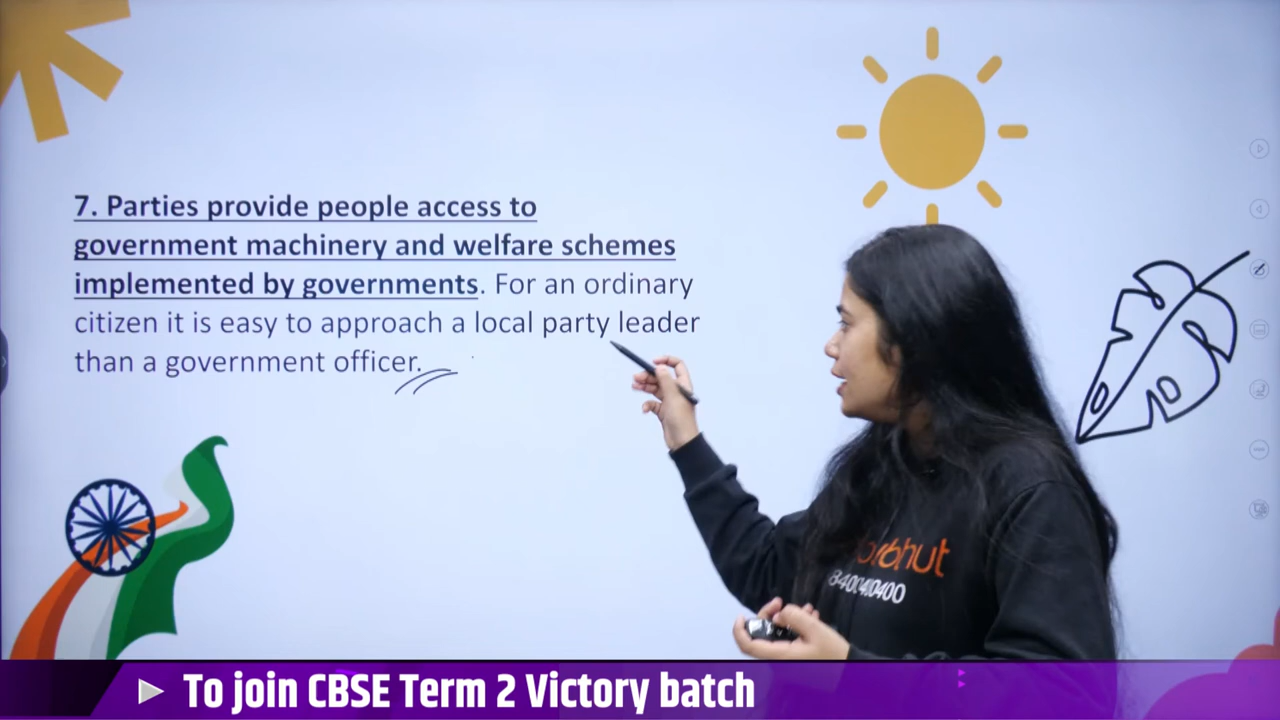 7. Parties provide people access to
government machinery and welfare schemes
implemented by governments. For an ordinary
citizen it is easy to approach a local party leader
than a government officer.
To join CBSE Term 2 Victory batch